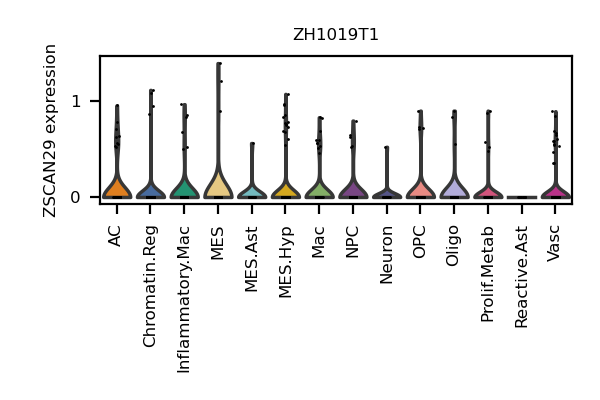 ZH1019T1
ZSCAN29 expression
1
0
AC
Chromatin.Reg
Inflammatory.Mac
MES
MES.Ast
MES.Hyp
Mac
NPC
Neuron
OPC
Oligo
Prolif.Metab
Reactive.Ast
Vasc